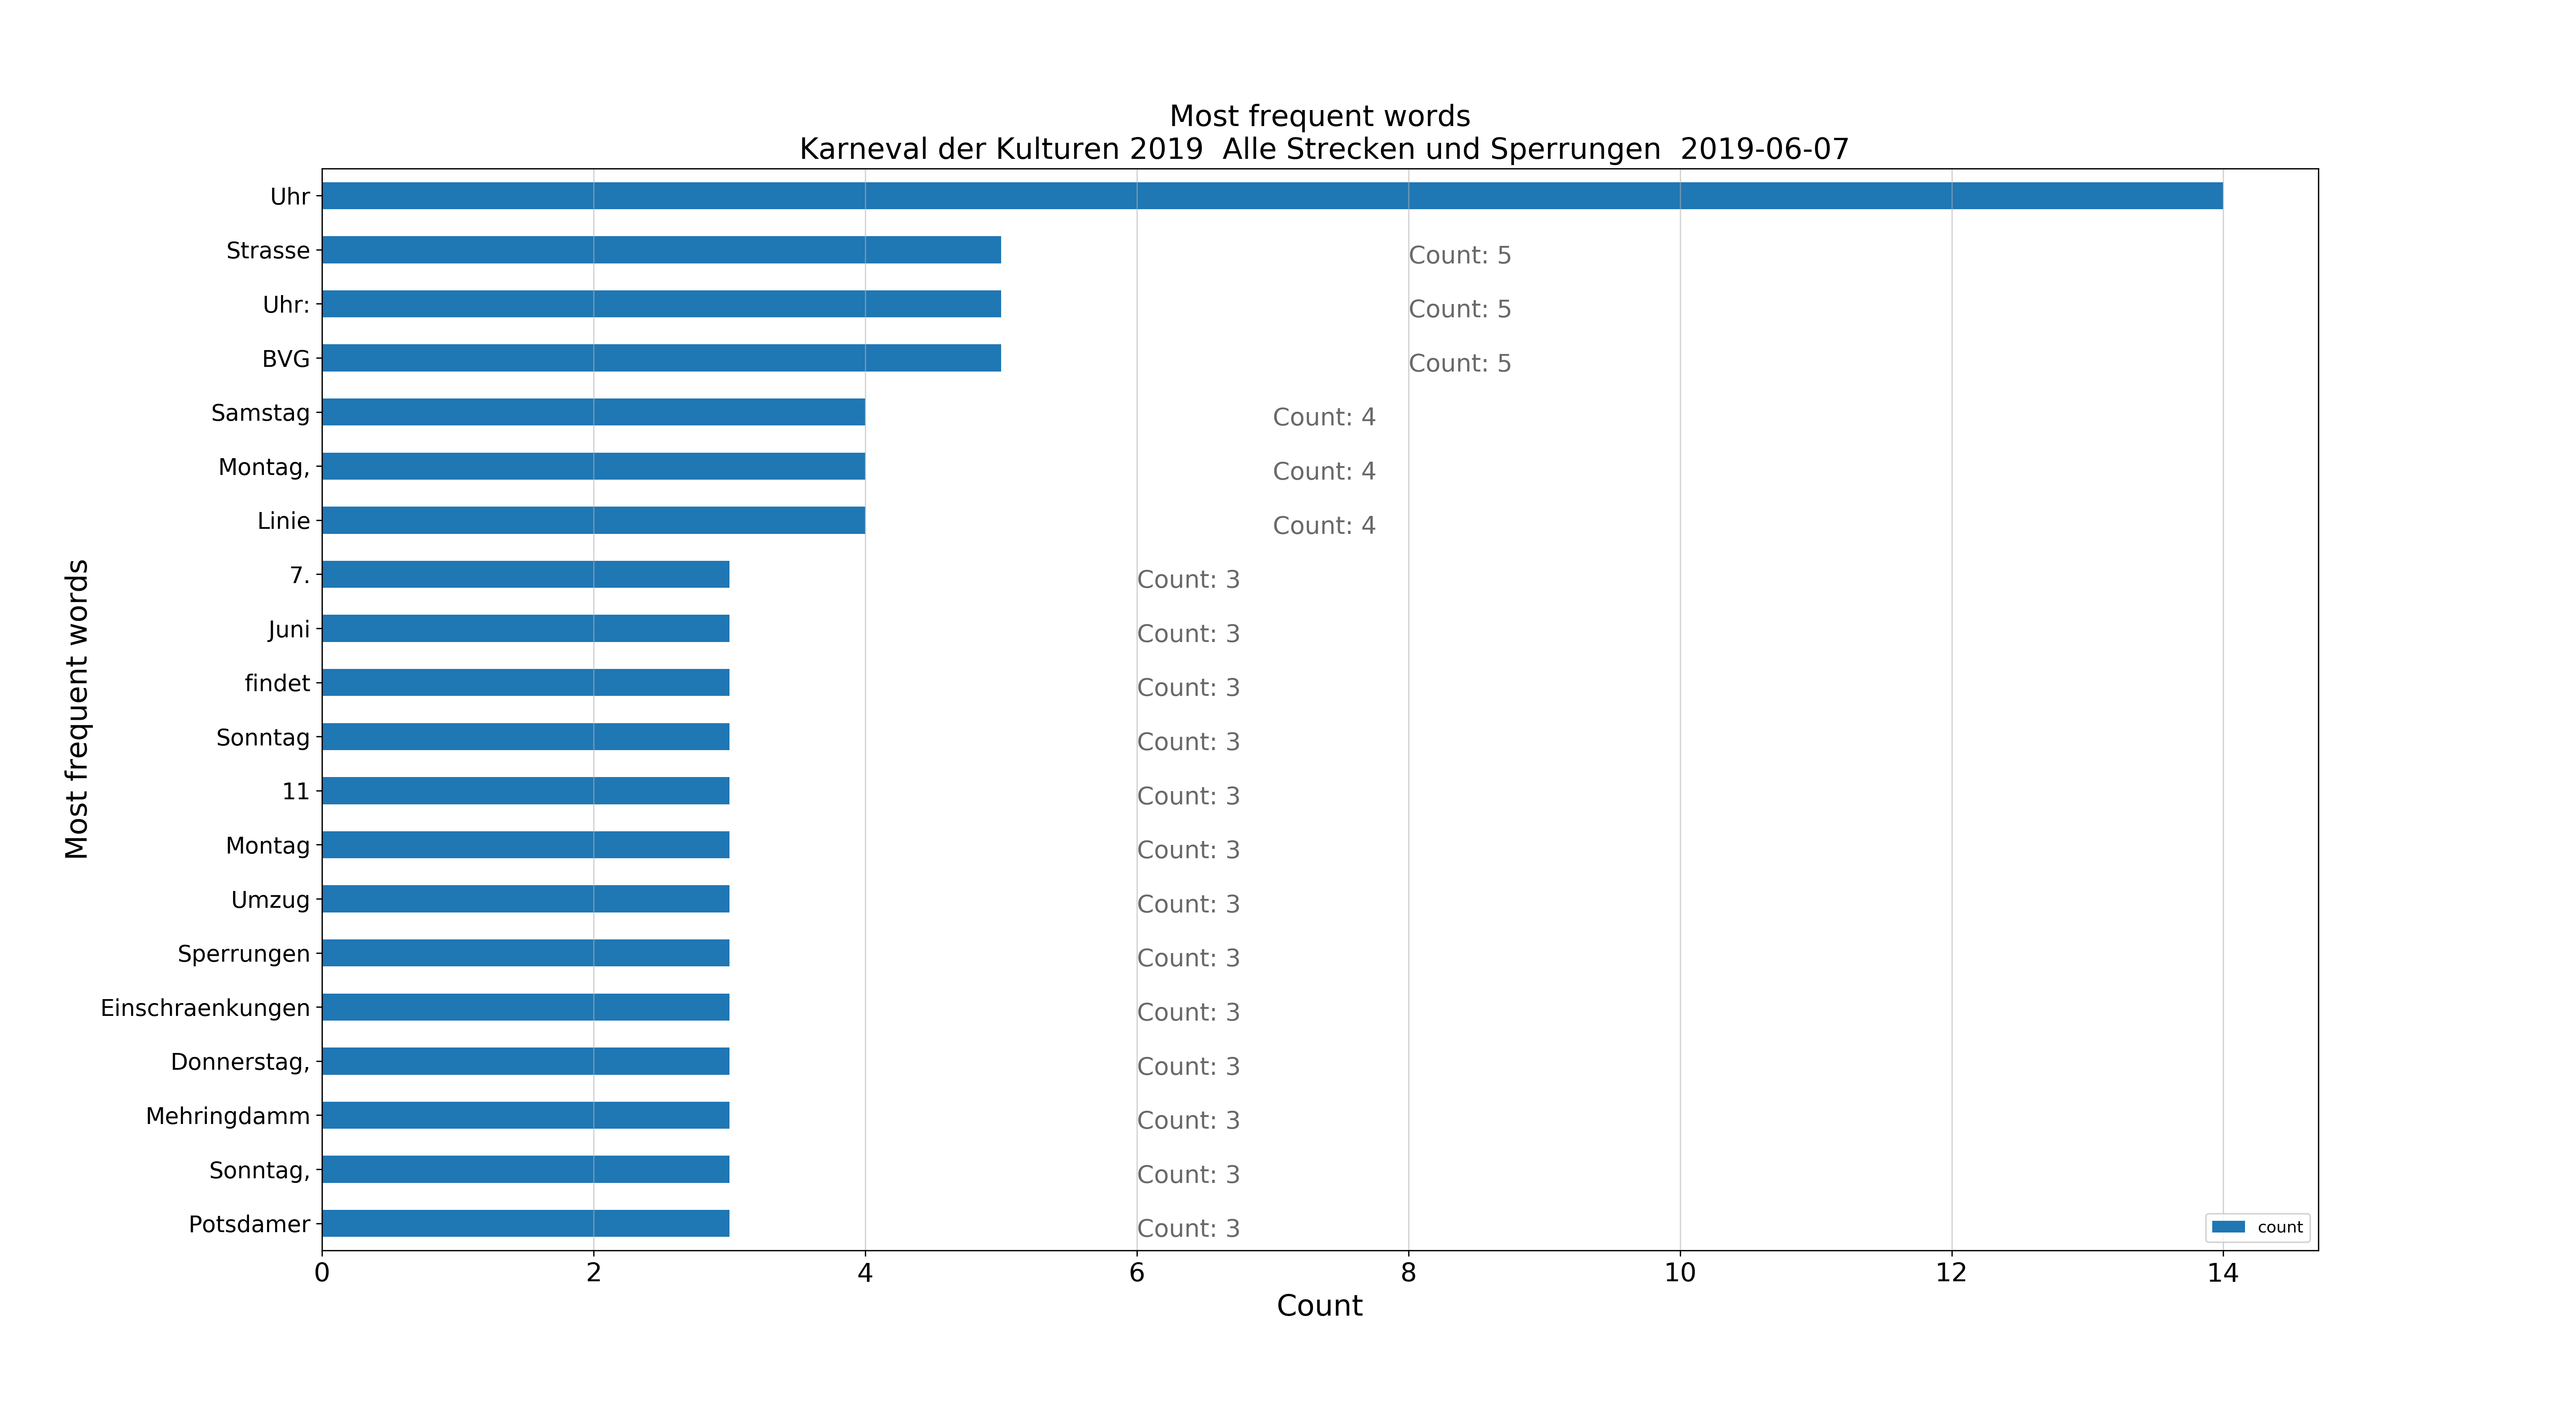 Most frequent words
Karneval der Kulturen 2019  Alle Strecken und Sperrungen  2019-06-07
Most frequent words
Uhr
Strasse Count: 5
Uhr: Count: 5
BVG Count: 5
Samstag Count: 4
Montag, Count: 4
Linie Count: 4
7. Count: 3
Juni Count: 3
findet Count: 3
Sonntag Count: 3
11 Count: 3
Montag Count: 3
Umzug Count: 3
Sperrungen Count: 3
Einschraenkungen Count: 3
Donnerstag, Count: 3
Mehringdamm Count: 3
Sonntag, Count: 3
Potsdamer Count: 3
count
0 2 4 6 8 10 12 14
Count